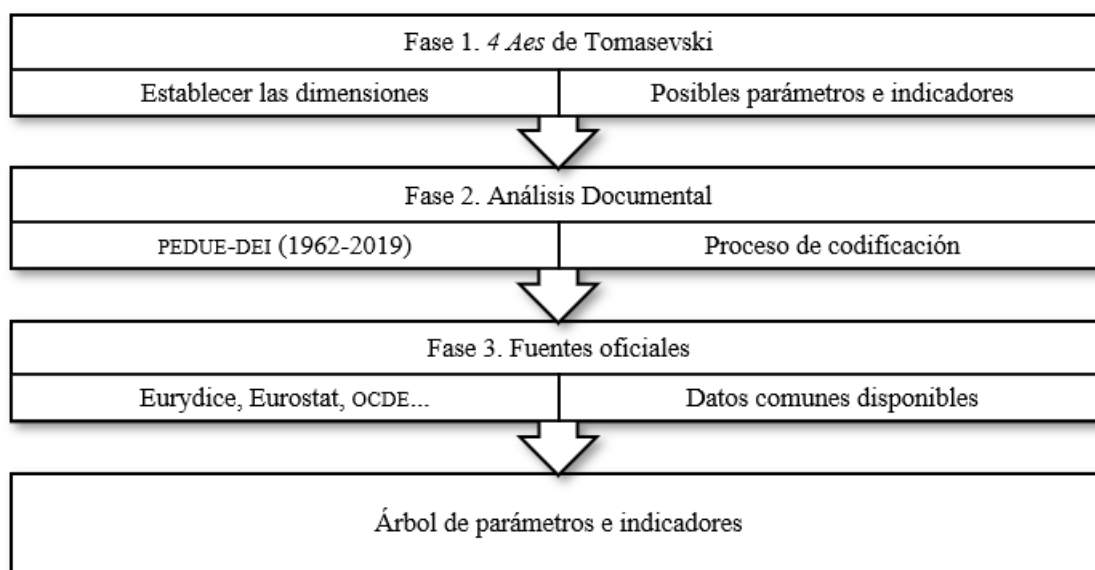 Fase 1. 4 Aes de Tomasevski
Establecer las dimensiones
Posibles parámetros e indicadores
Fase 2. Análisis Documental
PEDUE-DEI (1962-2019)
Proceso de codificación
Fase 3. Fuentes oficiales
Eurydice, Eurostat, OCDE...
Datos comunes disponibles
Árbol de parámetros e indicadores